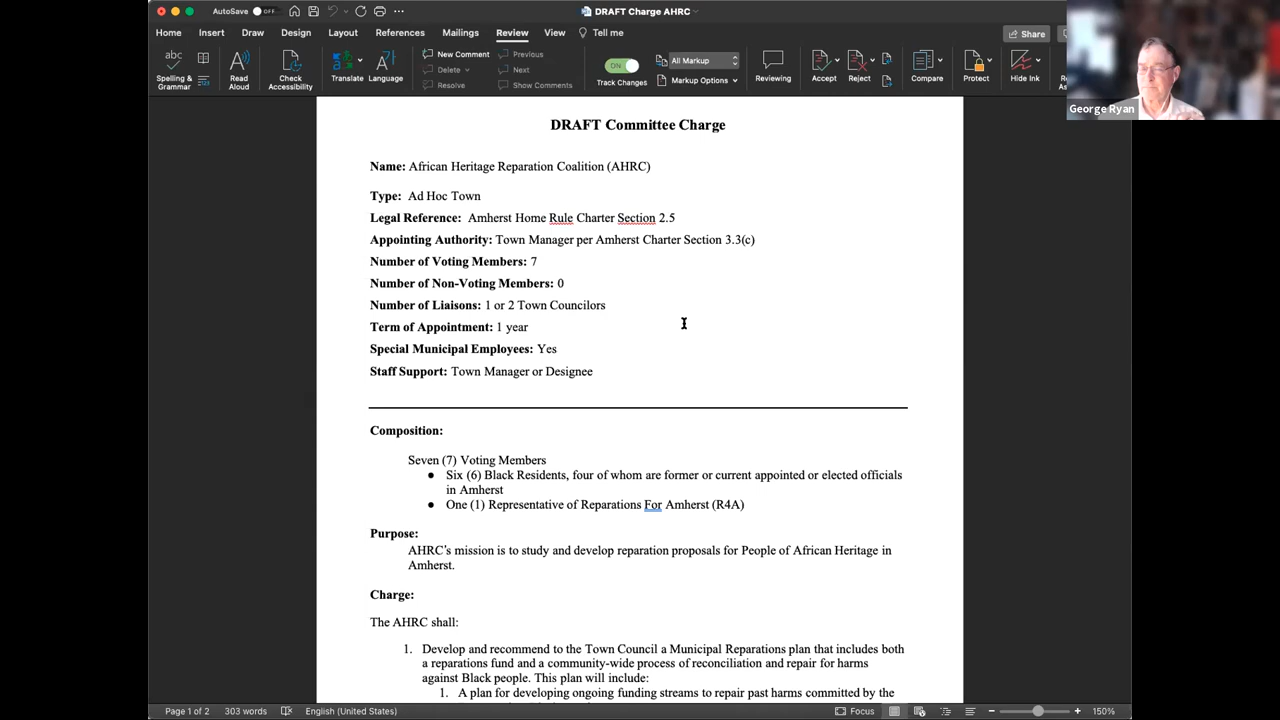 AutoSave OFF DRAFT Charge AHRC
Home Insert Draw Design Layout References Mailings Review View Tell me Share
abc New Comment Previous All Markup
ON
Delete Next Markup Options
Spelling & Grammar Read Aloud Check Accessibility Translate Language Resolve Show Comments Track Changes Reviewing Accept Reject Compare Protect Hide Ink
George Ryan
DRAFT Committee Charge
Name: African Heritage Reparation Coalition (AHRC)
Type: Ad Hoc Town
Legal Reference: Amherst Home Rule Charter Section 2.5
Appointing Authority: Town Manager per Amherst Charter Section 3.3(c)
Number of Voting Members: 7
Number of Non-Voting Members: 0
Number of Liaisons: 1 or 2 Town Councilors
Term of Appointment: 1 year
Special Municipal Employees: Yes
Staff Support: Town Manager or Designee
Composition:
Seven (7) Voting Members
● Six (6) Black Residents, four of whom are former or current appointed or elected officials
in Amherst
● One (1) Representative of Reparations For Amherst (R4A)
Purpose:
AHRC's mission is to study and develop reparation proposals for People of African Heritage in
Amherst.
Charge:
The AHRC shall:
1. Develop and recommend to the Town Council a Municipal Reparations plan that includes both
a reparations fund and a community-wide process of reconciliation and repair for harms
against Black people. This plan will include:
1. A plan for developing ongoing funding streams to repair past harms committed by the
Page 1 of 2 303 words English (United States) Focus 150%